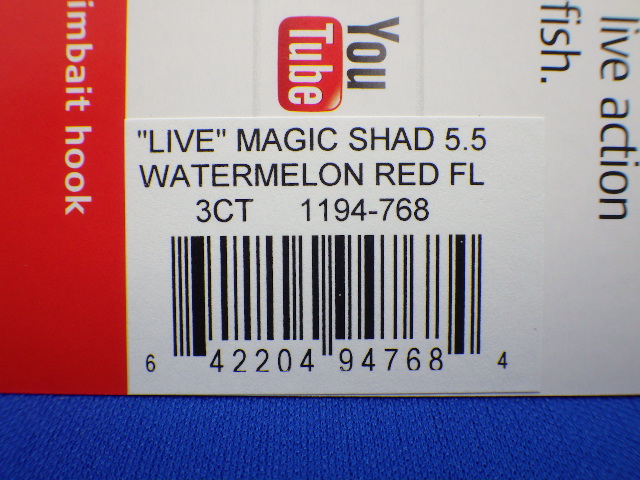 You
Tube
live action
fish.
imbait hook
"LIVE" MAGIC SHAD 5.5
WATERMELON RED FL
3CT 1194-768
6 42204 94768 4